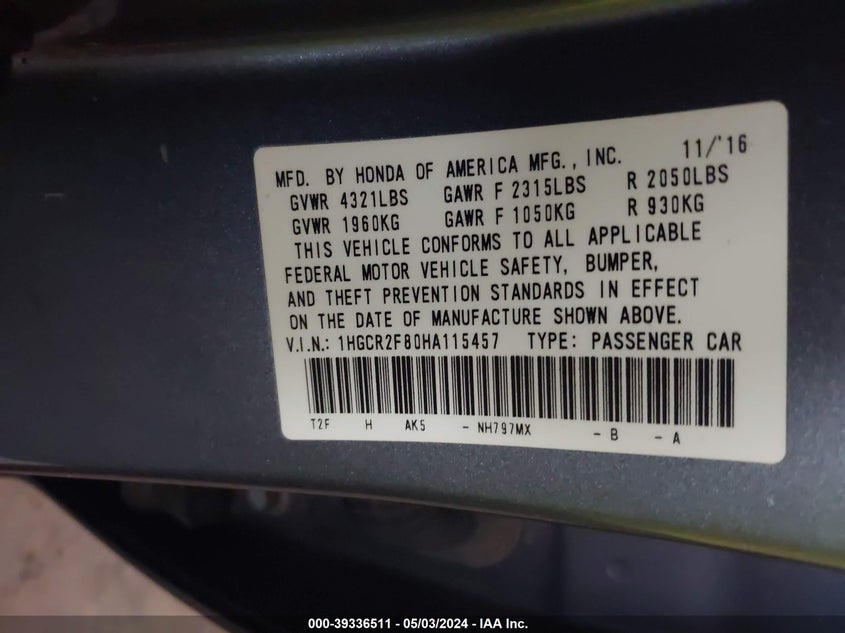 MFD. BY HONDA OF AMERICA MFG., INC. 11/'16
GVWR 4321LBS GAWR F 2315LBS R 2050LBS
GVWR 1960KG GAWR F 1050KG R 930KG
THIS VEHICLE CONFORMS TO ALL APPLICABLE
FEDERAL MOTOR VEHICLE SAFETY, BUMPER,
AND THEFT PREVENTION STANDARDS IN EFFECT
ON THE DATE OF MANUFACTURE SHOWN ABOVE.
V.I.N.: 1HGCR2F80HA115457 TYPE: PASSENGER CAR
T2F H AK5 - NH797MX - B - A
000-39336511 - 05/03/2024 - IAA Inc.